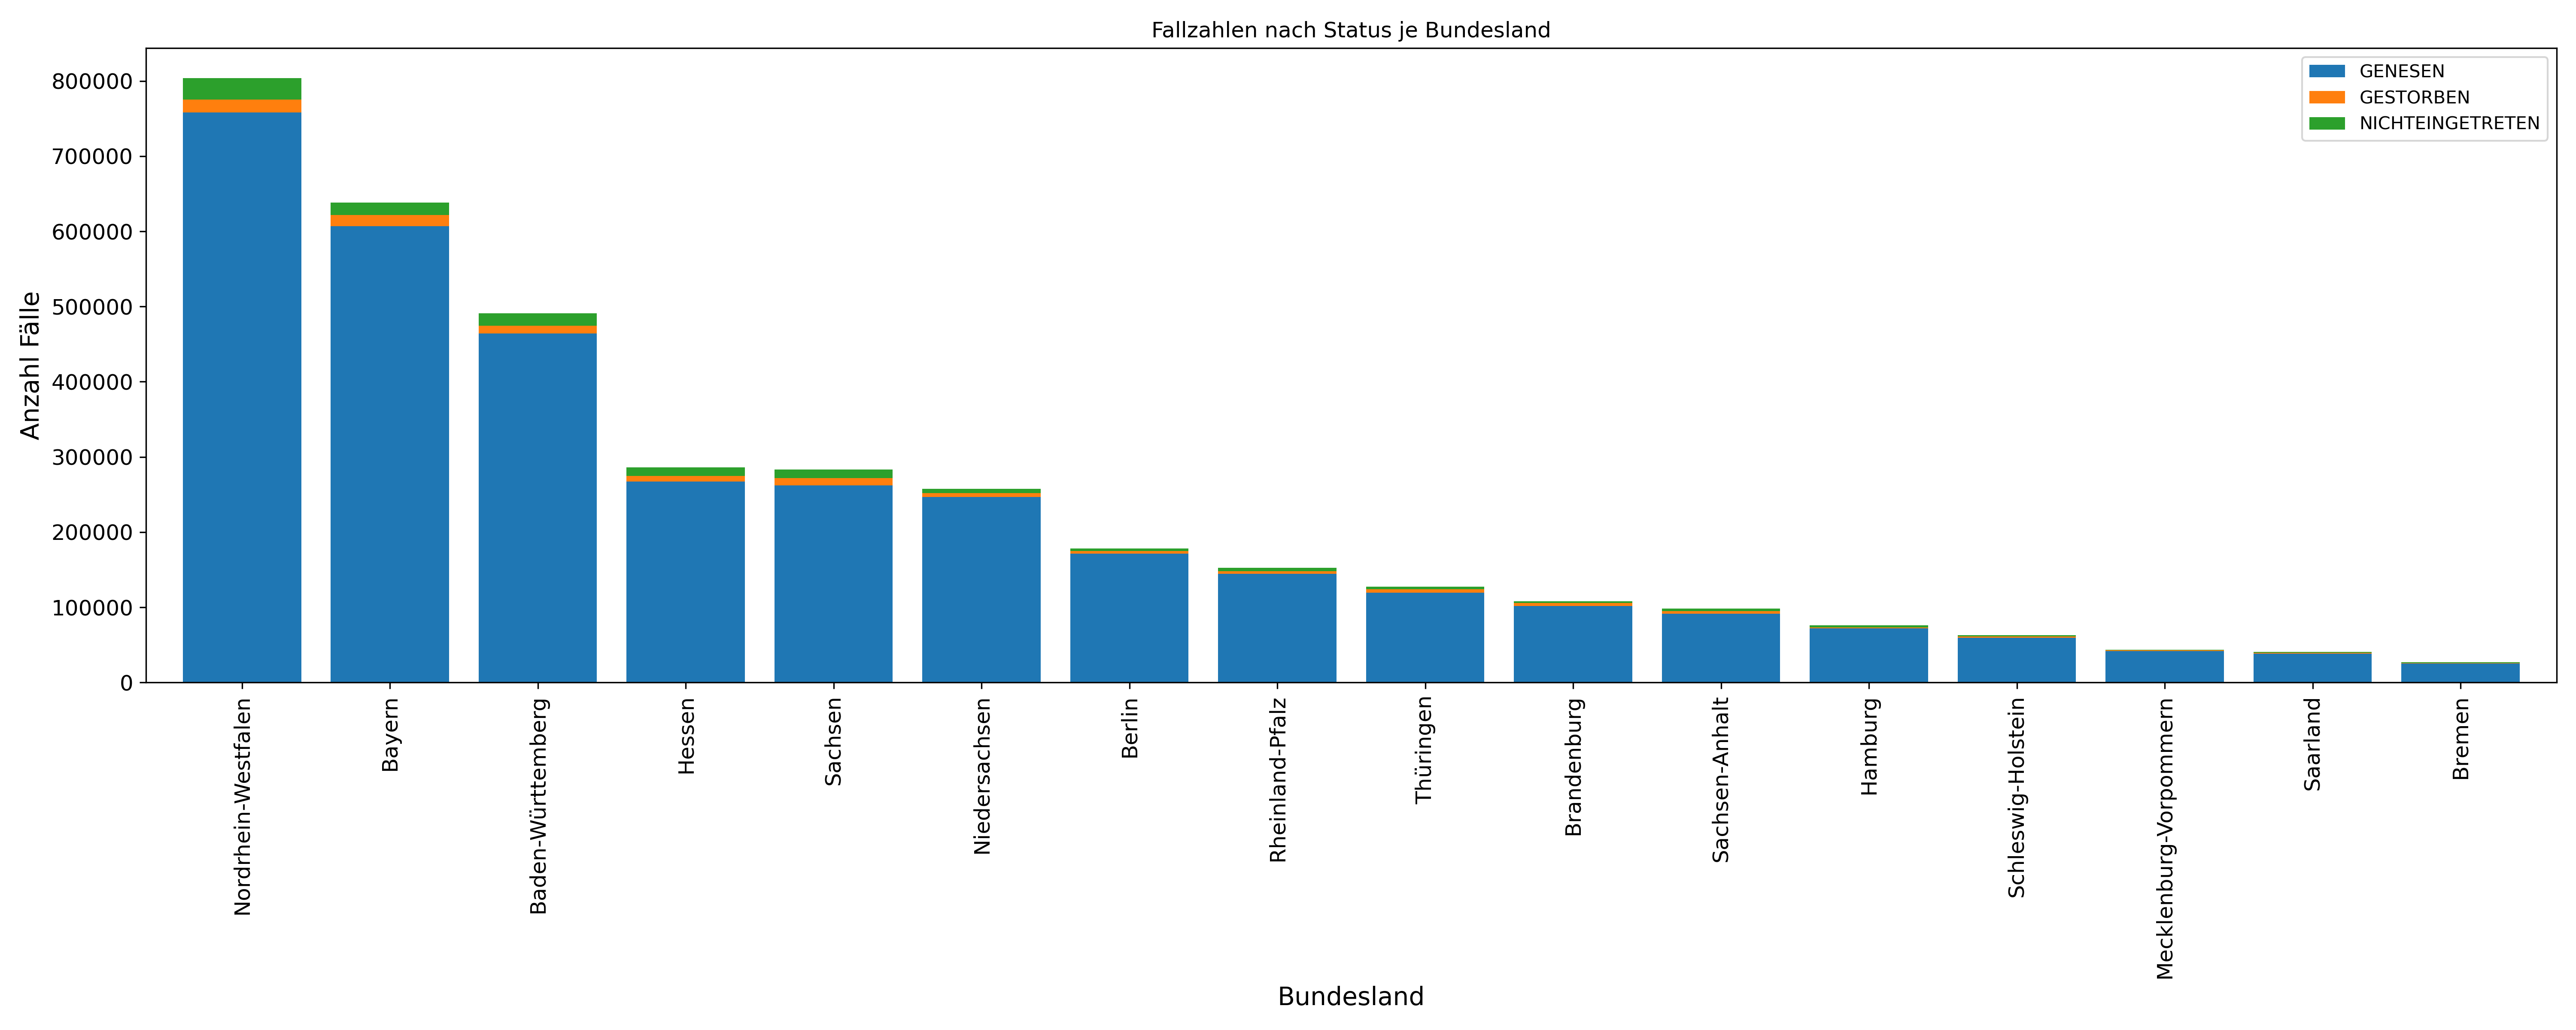 Fallzahlen nach Status je Bundesland
GENESEN
GESTORBEN
NICHTEINGETRETEN
Anzahl Fälle
800000
700000
600000
500000
400000
300000
200000
100000
0
Nordrhein-Westfalen
Bayern
Baden-Württemberg
Hessen
Sachsen
Niedersachsen
Berlin
Rheinland-Pfalz
Thüringen
Brandenburg
Sachsen-Anhalt
Hamburg
Schleswig-Holstein
Mecklenburg-Vorpommern
Saarland
Bremen
Bundesland